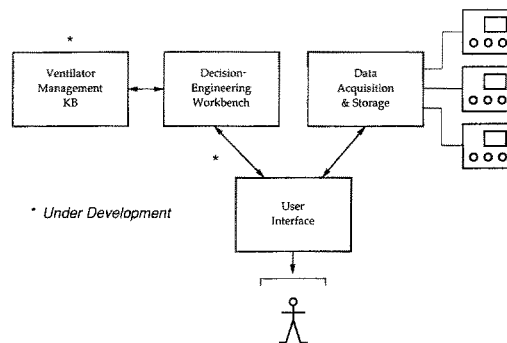 *
Ventilator
Management
KB
Decision-
Engineering
Workbench
Data
Acquisition
& Storage
*
* Under Development
User
Interface